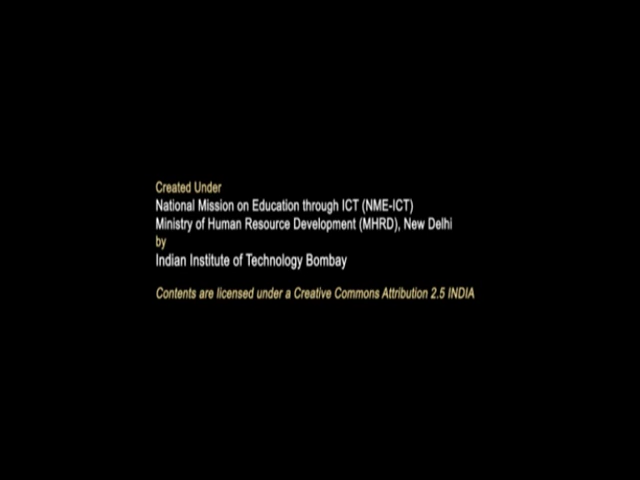 Created Under
National Mission on Education through ICT (NME-ICT)
Ministry of Human Resource Development (MHRD), New Delhi
by
Indian Institute of Technology Bombay
Contents are licensed under a Creative Commons Attribution 2.5 INDIA